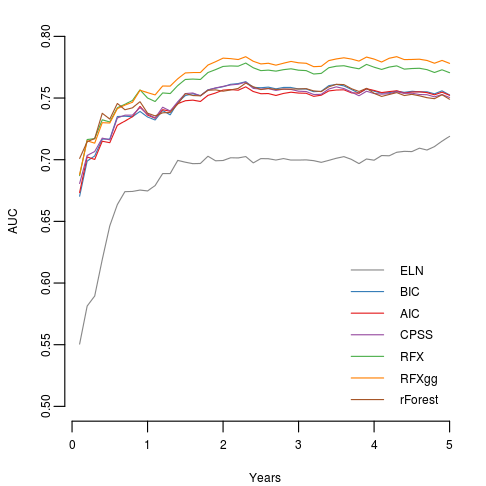 0.80
0.75
0.70
0.65
0.60
0.55
0.50
AUC
ELN
BIC
AIC
CPSS
RFX
RFXgg
rForest
0 1 2 3 4 5
Years